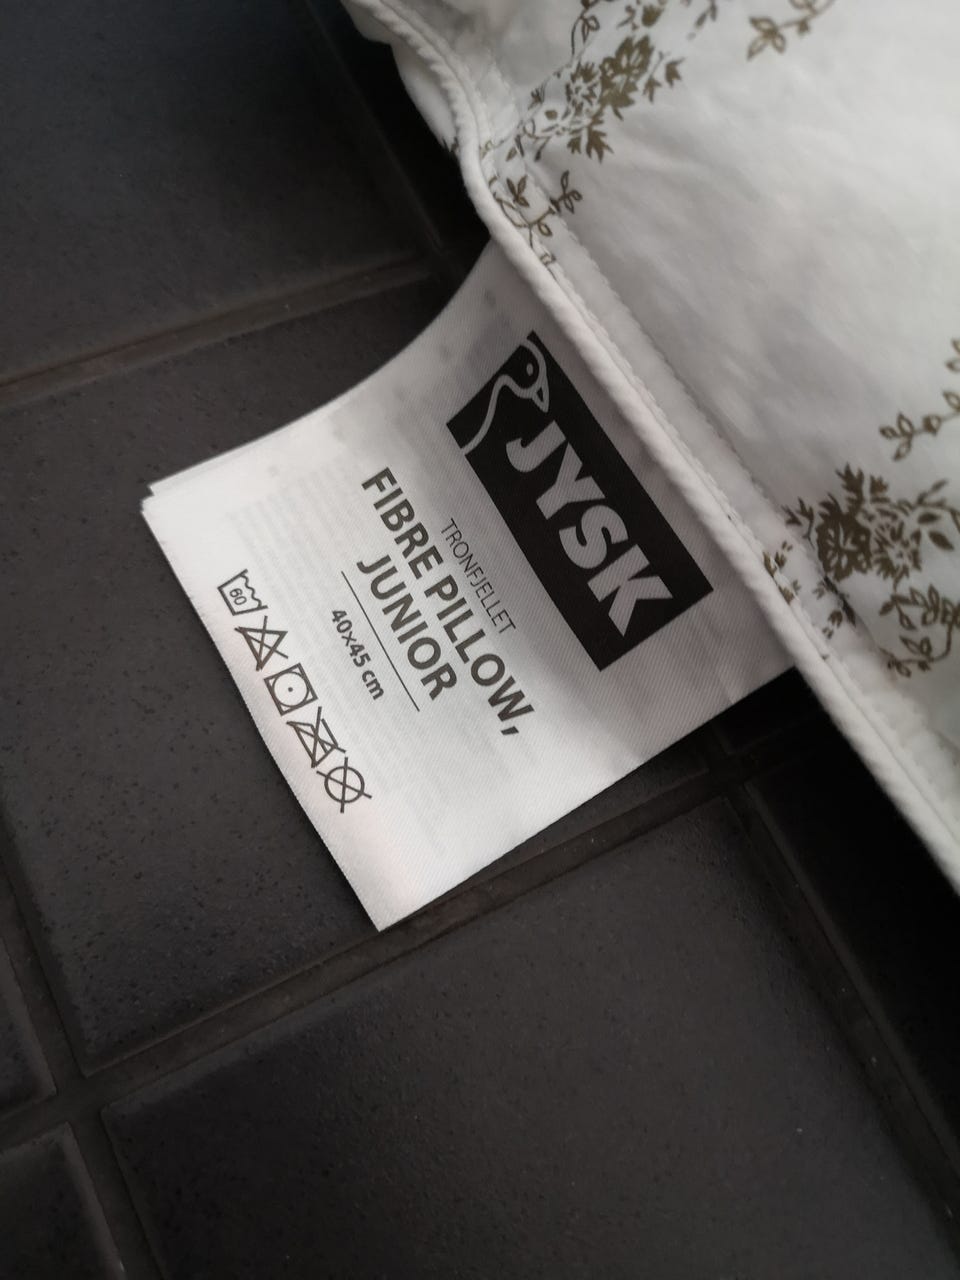 JYSK
TRONFJELLET
FIBRE PILLOW,
JUNIOR
40x45 cm
60